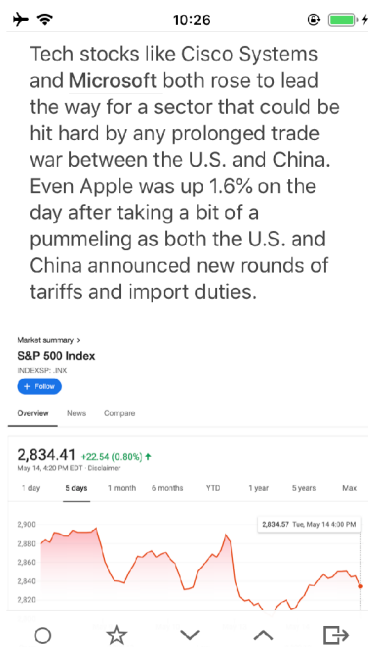 10:26
Tech stocks like Cisco Systems
and Microsoft both rose to lead
the way for a sector that could be
hit hard by any prolonged trade
war between the U.S. and China.
Even Apple was up 1.6% on the
day after taking a bit of a
pummeling as both the U.S. and
China announced new rounds of
tariffs and import duties.
Market summary >
S&P 500 Index
INDEXSP: .INX
+ Follow
Overview News Compare
2,834.41 +22.54 (0.80%) ↑
May 14, 4:20 PM EDT · Disclaimer
1 day 5 days 1 month 6 months YTD 1 year 5 years Max
2,834.57 Tue, May 14 4:00 PM
2,900
2,880
2,860
2,840
2,820